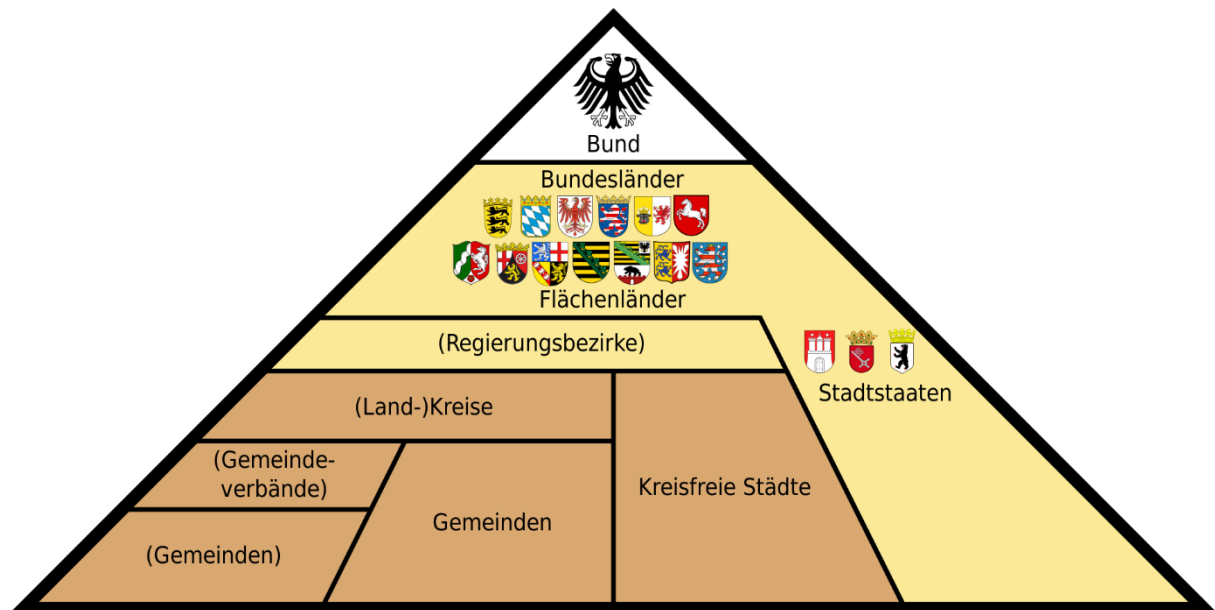 Bund
Bundesländer
Flächenländer
(Regierungsbezirke)
Stadtstaaten
(Land-)Kreise
(Gemeinde-
verbände)
Kreisfreie Städte
Gemeinden
(Gemeinden)